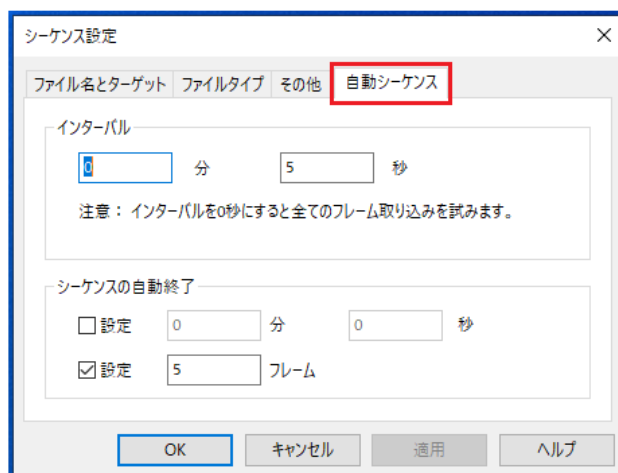 シーケンス設定
ファイル名とターゲット ファイルタイプ その他 自動シーケンス
インターバル
0 分 5 秒
注意： インターバルを0秒にすると全てのフレーム取り込みを試みます。
シーケンスの自動終了
設定 0 分 0 秒
設定 5 フレーム
OK キャンセル 適用 ヘルプ